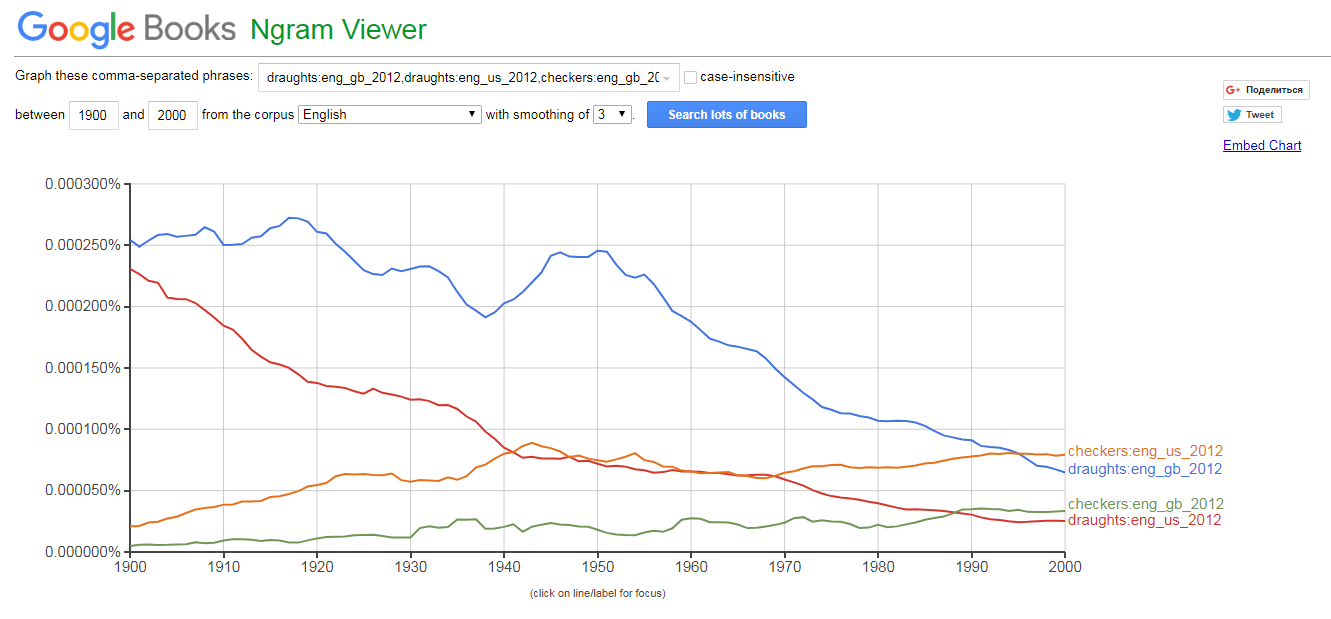 Google Books Ngram Viewer
Graph these comma-separated phrases: draughts:eng_gb_2012,draughts:eng_us_2012,checkers:eng_gb_20 case-insensitive
between 1900 and 2000 from the corpus English with smoothing of 3 . Search lots of books
Поделиться
Tweet
Embed Chart
0.000300%
0.000250%
0.000200%
0.000150%
0.000100%
0.000050%
0.000000%
checkers:eng_us_2012
draughts:eng_gb_2012
checkers:eng_gb_2012
draughts:eng_us_2012
1900 1910 1920 1930 1940 1950 1960 1970 1980 1990 2000
(click on line/label for focus)